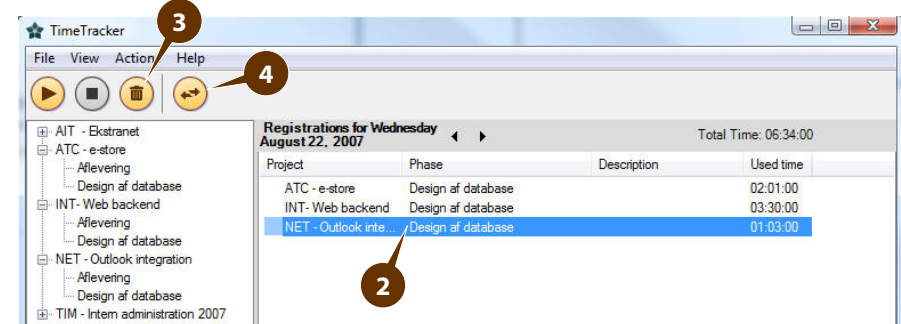 TimeTracker
3
File View Action Help
4
AIT - Ekstranet
ATC - e-store
Aflevering
Design af database
INT- Web backend
Aflevering
Design af database
NET - Outlook integration
Aflevering
Design af database
TIM - Intern administration 2007
Registrations for Wednesday
August 22, 2007
Total Time: 06:34:00
Project Phase Description Used time
ATC - e-store Design af database 02:01:00
INT- Web backend Design af database 03:30:00
NET - Outlook inte... Design af database 01:03:00
2